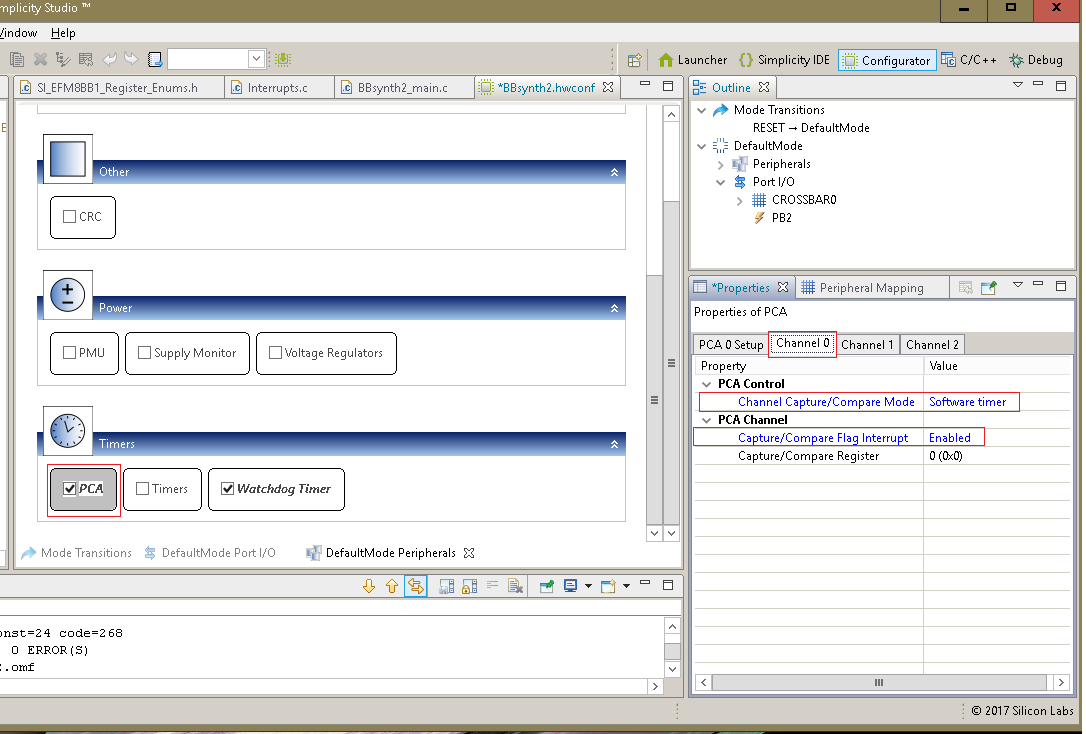 mplicity Studio ™
Window Help
Launcher Simplicity IDE Configurator C/C++ Debug
SI_EFM8BB1_Register_Enums.h Interrupts.c BBsynth2_main.c *BBsynth2.hwconf
Other
CRC
Power
PMU Supply Monitor Voltage Regulators
Timers
PCA Timers Watchdog Timer
Mode Transitions DefaultMode Port I/O DefaultMode Peripherals
onst=24 code=268
0 ERROR(S)
.omf
Outline
Mode Transitions
RESET → DefaultMode
DefaultMode
Peripherals
Port I/O
CROSSBAR0
PB2
*Properties Peripheral Mapping
Properties of PCA
PCA 0 Setup Channel 0 Channel 1 Channel 2
Property Value
PCA Control
Channel Capture/Compare Mode Software timer
PCA Channel
Capture/Compare Flag Interrupt Enabled
Capture/Compare Register 0 (0x0)
© 2017 Silicon Labs